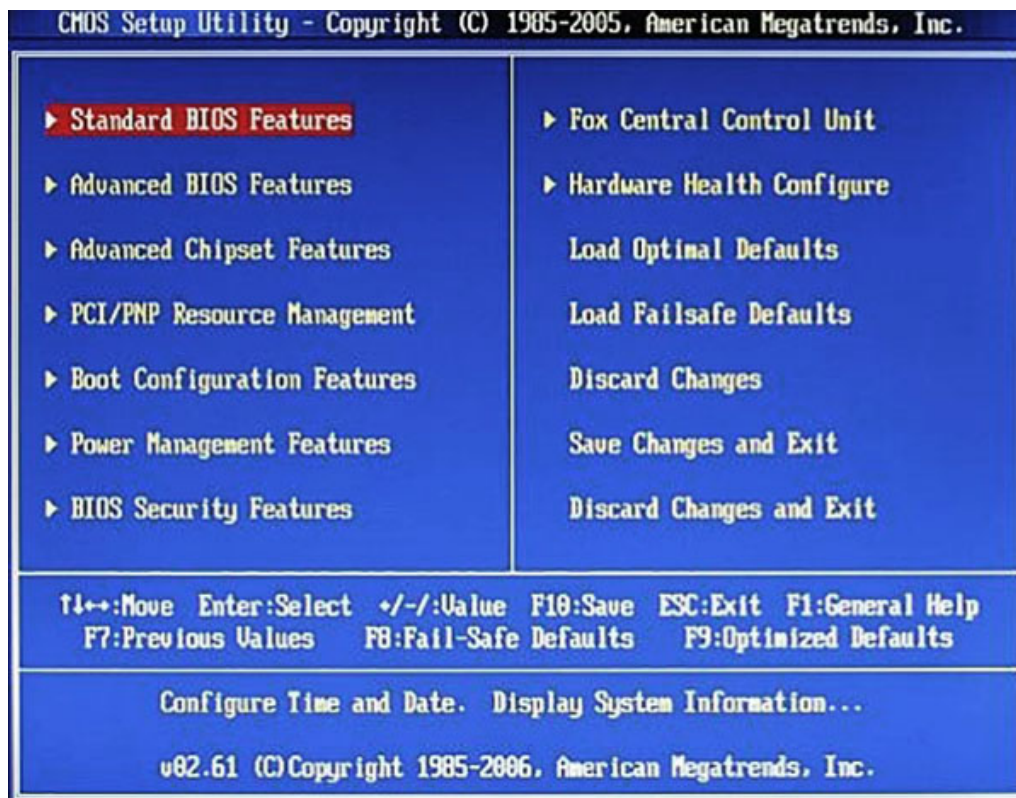 CMOS Setup Utility - Copyright (C) 1985-2005, American Megatrends, Inc.
Standard BIOS Features
Advanced BIOS Features
Advanced Chipset Features
PCI/PNP Resource Management
Boot Configuration Features
Power Management Features
BIOS Security Features
Fox Central Control Unit
Hardware Health Configure
Load Optimal Defaults
Load Failsafe Defaults
Discard Changes
Save Changes and Exit
Discard Changes and Exit
↑↓←→:Move Enter:Select +/-/:Value F10:Save ESC:Exit F1:General Help
F7:Previous Values F8:Fail-Safe Defaults F9:Optimized Defaults
Configure Time and Date. Display System Information...
v02.61 (C)Copyright 1985-2006, American Megatrends, Inc.